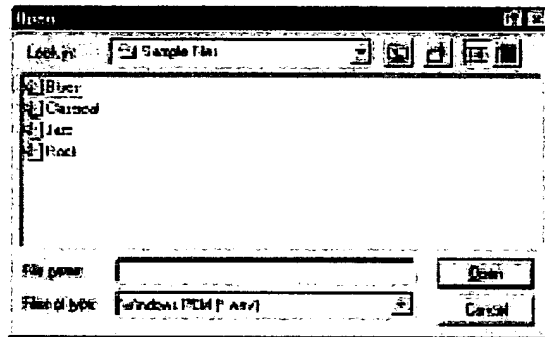 Open
Look in: Sample Files
Blues
Classical
Jazz
Rock
File name: Open
Files of type: Windows PCM (*.wav) Cancel